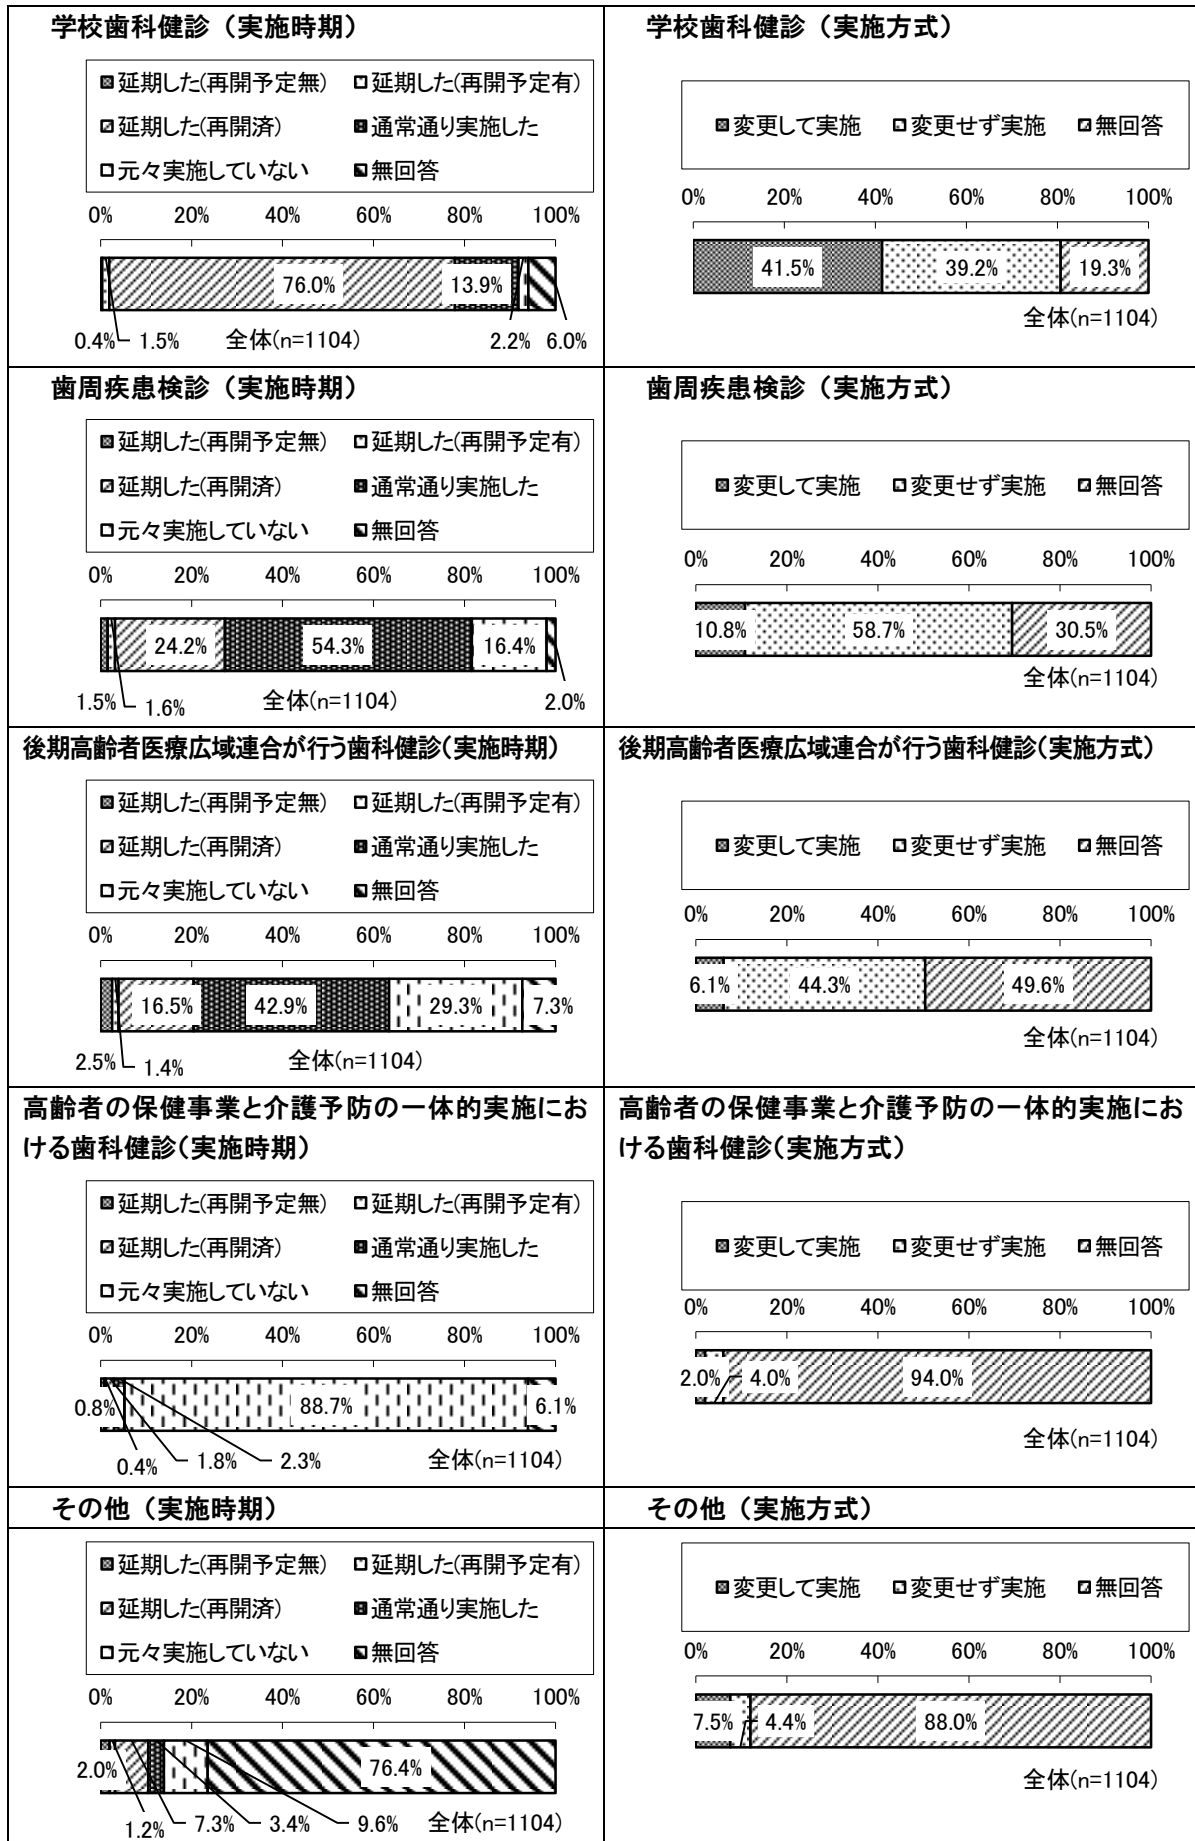 学校歯科健診（実施時期）
延期した(再開予定無) 延期した(再開予定有)
延期した(再開済) 通常通り実施した
元々実施していない 無回答
0% 20% 40% 60% 80% 100%
76.0% 13.9%
0.4% 1.5% 全体(n=1104) 2.2% 6.0%
学校歯科健診（実施方式）
変更して実施 変更せず実施 無回答
0% 20% 40% 60% 80% 100%
41.5% 39.2% 19.3%
全体(n=1104)
歯周疾患検診（実施時期）
延期した(再開予定無) 延期した(再開予定有)
延期した(再開済) 通常通り実施した
元々実施していない 無回答
0% 20% 40% 60% 80% 100%
24.2% 54.3% 16.4%
1.5% 1.6% 全体(n=1104) 2.0%
歯周疾患検診（実施方式）
変更して実施 変更せず実施 無回答
0% 20% 40% 60% 80% 100%
10.8% 58.7% 30.5%
全体(n=1104)
後期高齢者医療広域連合が行う歯科健診(実施時期)
延期した(再開予定無) 延期した(再開予定有)
延期した(再開済) 通常通り実施した
元々実施していない 無回答
0% 20% 40% 60% 80% 100%
16.5% 42.9% 29.3% 7.3%
2.5% 1.4% 全体(n=1104)
後期高齢者医療広域連合が行う歯科健診(実施方式)
変更して実施 変更せず実施 無回答
0% 20% 40% 60% 80% 100%
6.1% 44.3% 49.6%
全体(n=1104)
高齢者の保健事業と介護予防の一体的実施にお
ける歯科健診(実施時期)
延期した(再開予定無) 延期した(再開予定有)
延期した(再開済) 通常通り実施した
元々実施していない 無回答
0% 20% 40% 60% 80% 100%
0.8% 88.7% 6.1%
0.4% 1.8% 2.3% 全体(n=1104)
高齢者の保健事業と介護予防の一体的実施にお
ける歯科健診(実施方式)
変更して実施 変更せず実施 無回答
0% 20% 40% 60% 80% 100%
2.0% 4.0% 94.0%
全体(n=1104)
その他（実施時期）
延期した(再開予定無) 延期した(再開予定有)
延期した(再開済) 通常通り実施した
元々実施していない 無回答
0% 20% 40% 60% 80% 100%
2.0% 76.4%
1.2% 7.3% 3.4% 9.6% 全体(n=1104)
その他（実施方式）
変更して実施 変更せず実施 無回答
0% 20% 40% 60% 80% 100%
7.5% 4.4% 88.0%
全体(n=1104)